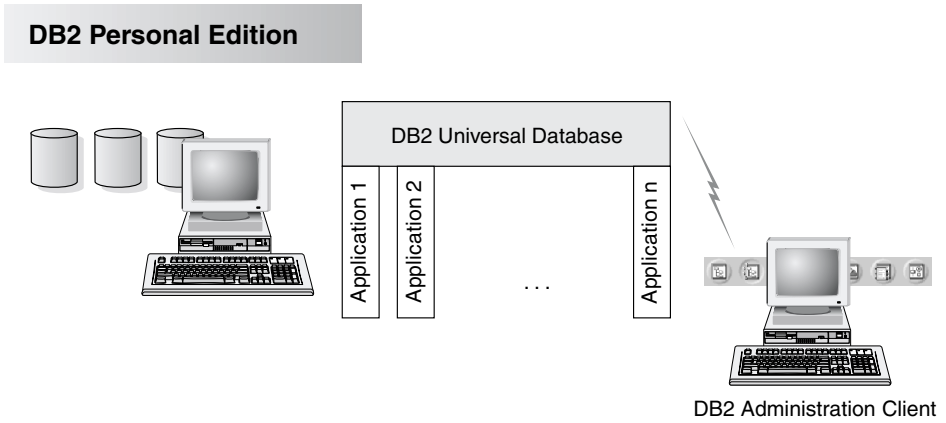 DB2 Personal Edition
DB2 Universal Database
Application 1
Application 2
. . .
Application n
DB2 Administration Client